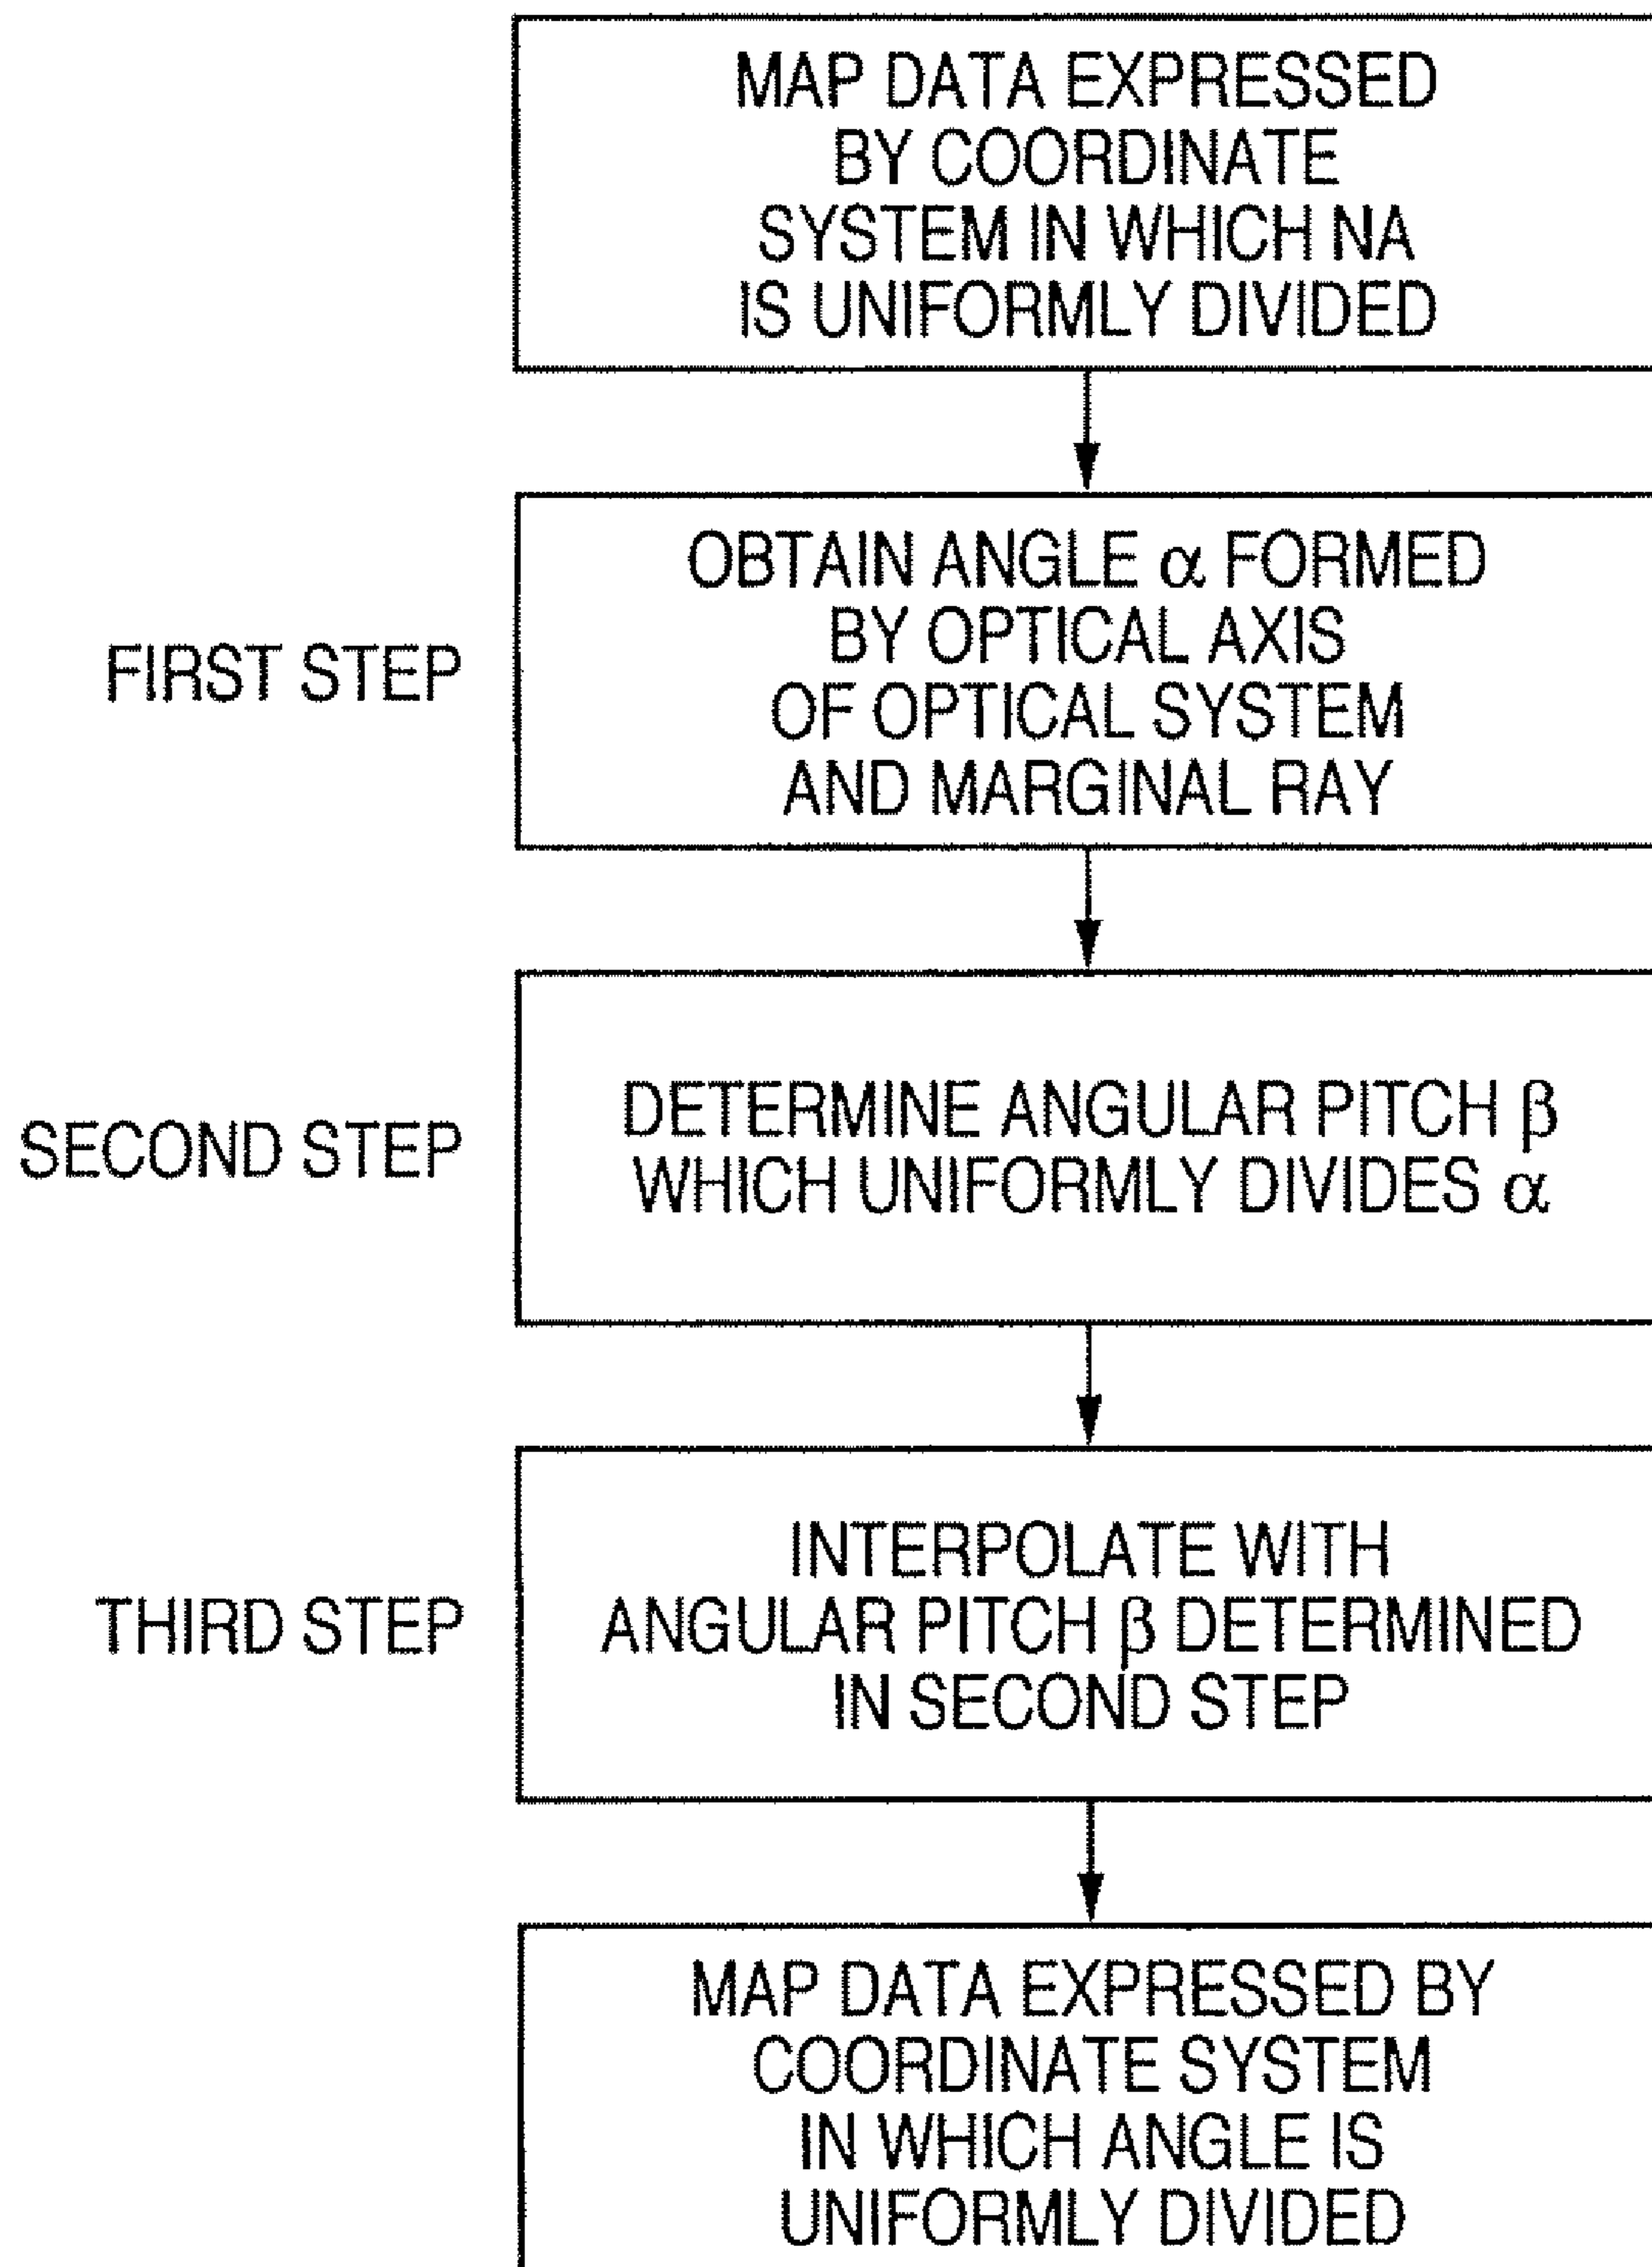 MAP DATA EXPRESSED
BY COORDINATE
SYSTEM IN WHICH NA
IS UNIFORMLY DIVIDED
FIRST STEP
OBTAIN ANGLE α FORMED
BY OPTICAL AXIS
OF OPTICAL SYSTEM
AND MARGINAL RAY
SECOND STEP
DETERMINE ANGULAR PITCH β
WHICH UNIFORMLY DIVIDES α
THIRD STEP
INTERPOLATE WITH
ANGULAR PITCH β DETERMINED
IN SECOND STEP
MAP DATA EXPRESSED BY
COORDINATE SYSTEM
IN WHICH ANGLE IS
UNIFORMLY DIVIDED